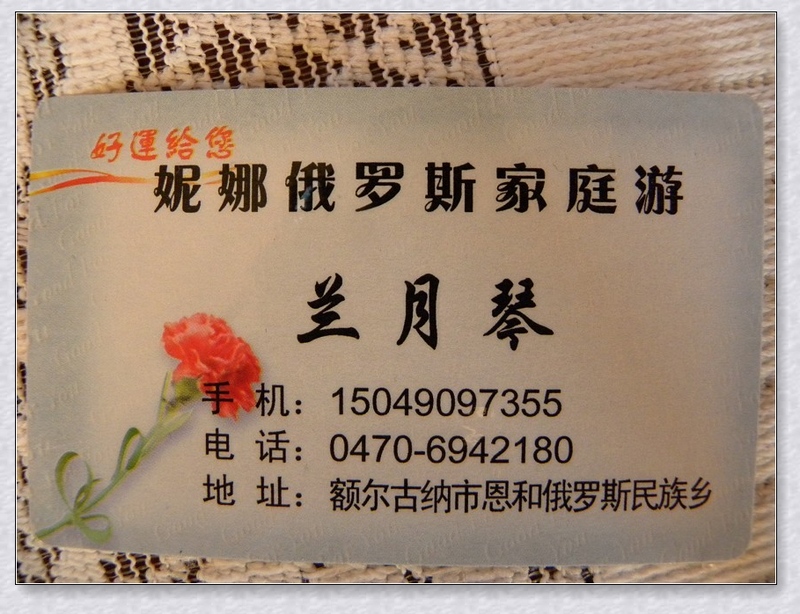 好運給您
妮娜俄罗斯家庭游
兰月琴
手 机：15049097355
电 话：0470-6942180
地 址：额尔古纳市恩和俄罗斯民族乡